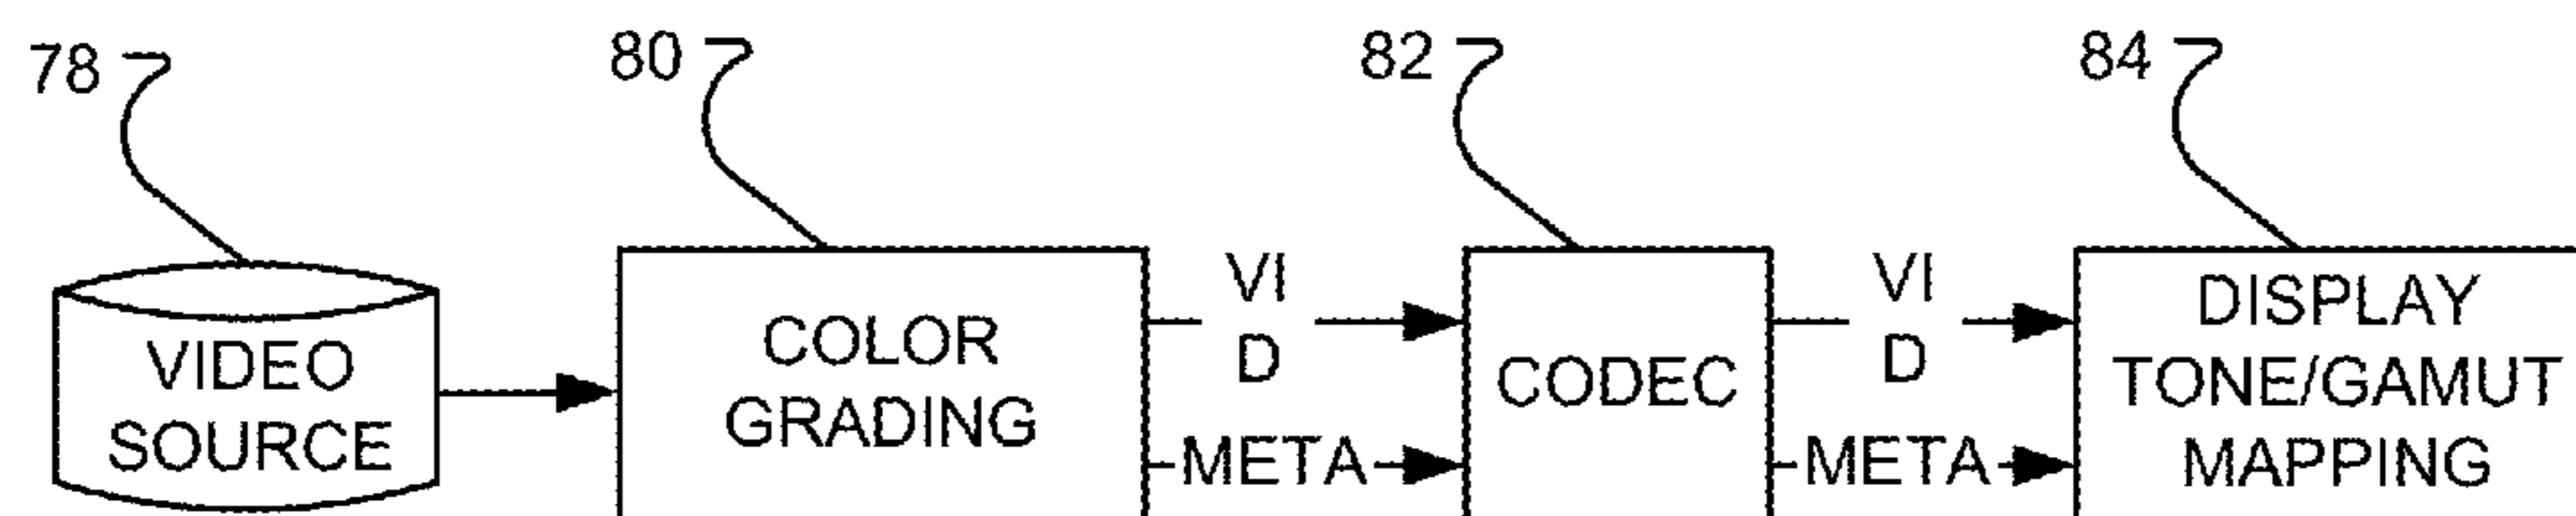 78
80
82
84
VIDEO
SOURCE
COLOR
GRADING
VI
D
META
CODEC
VI
D
META
DISPLAY
TONE/GAMUT
MAPPING